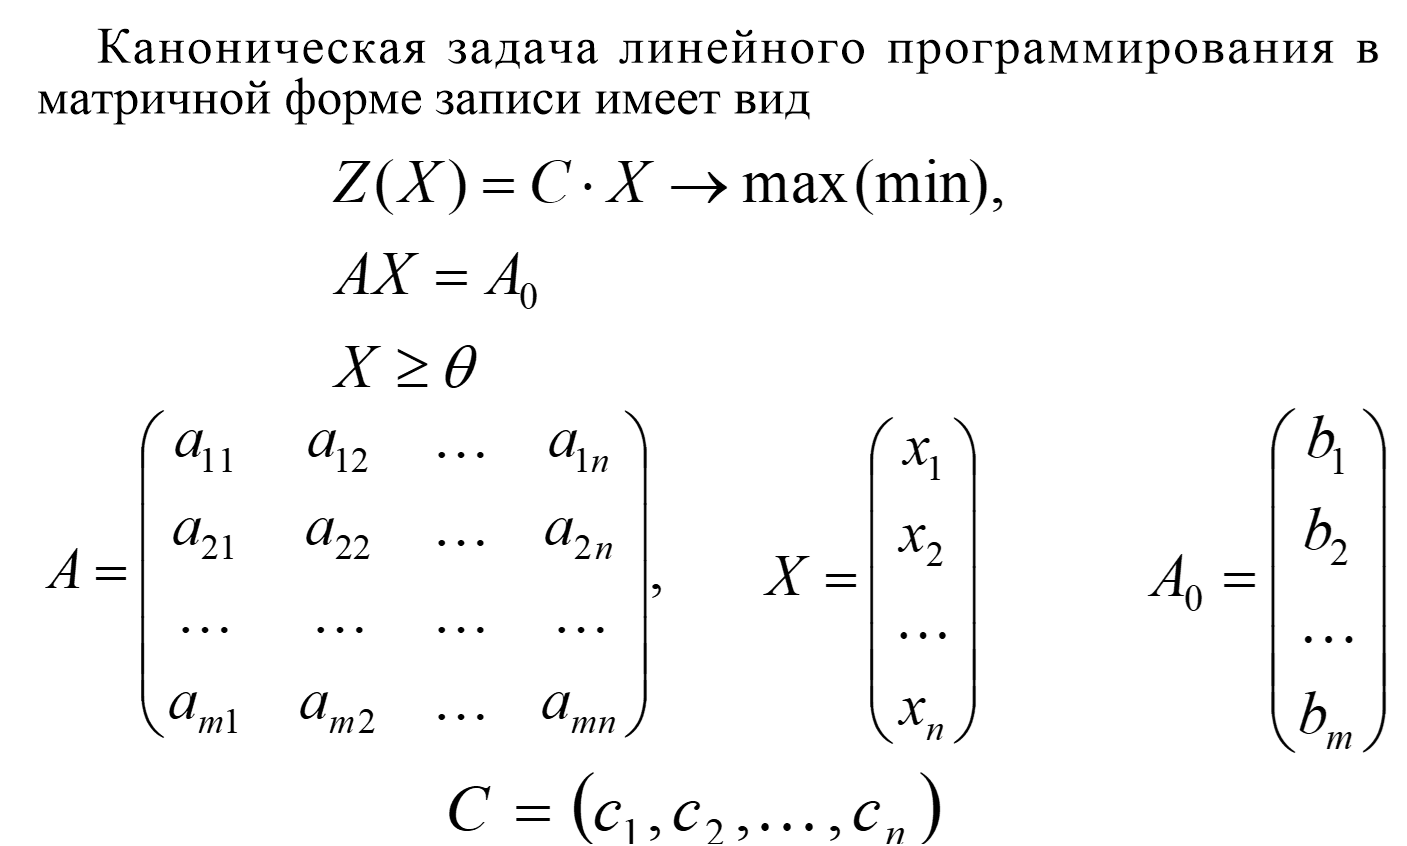 Каноническая задача линейного программирования в
матричной форме записи имеет вид
Z(X) = C · X → max(min),
AX = A₀
X ≥ θ
A = (a₁₁ a₁₂ … a₁ₙ
a₂₁ a₂₂ … a₂ₙ
… … … …
aₘ₁ aₘ₂ … aₘₙ),
X = (x₁
x₂
…
xₙ)
A₀ = (b₁
b₂
…
bₘ)
C = (c₁, c₂, …, cₙ)